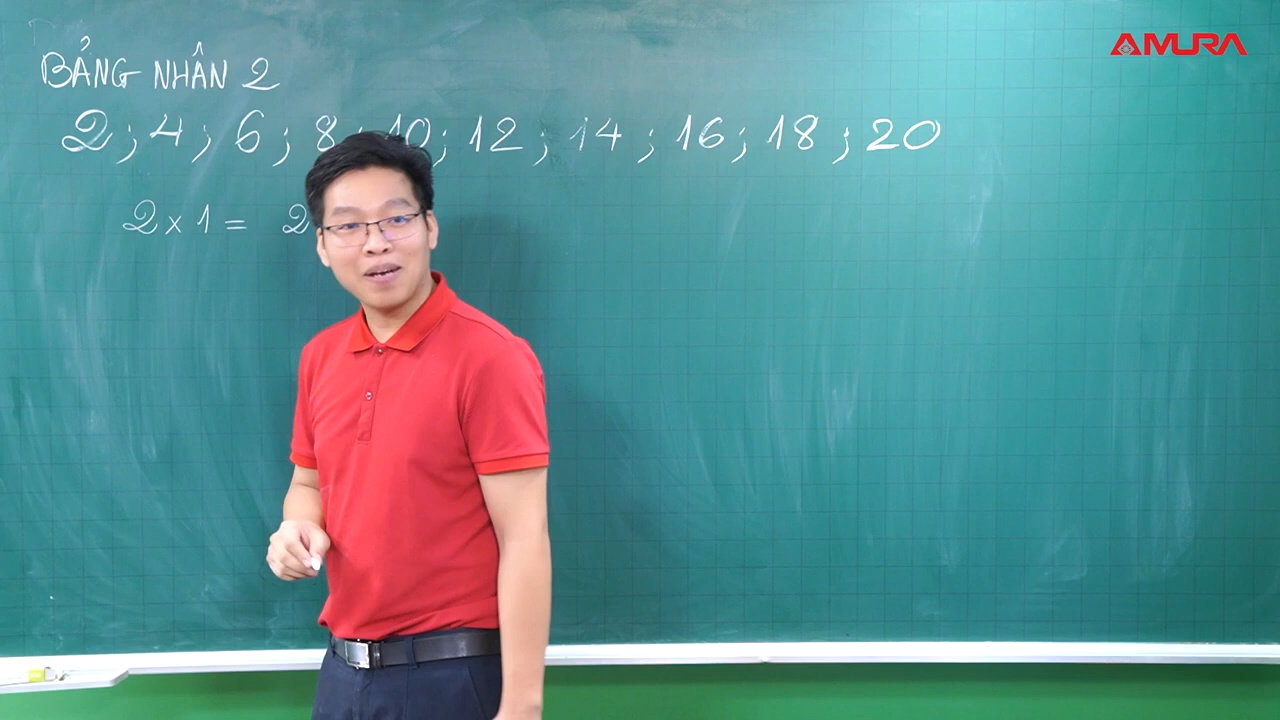 AMURA
BẢNG NHÂN 2
2 ; 4 ; 6 ; 8 ; 10 ; 12 ; 14 ; 16 ; 18 ; 20
2 x 1 = 2